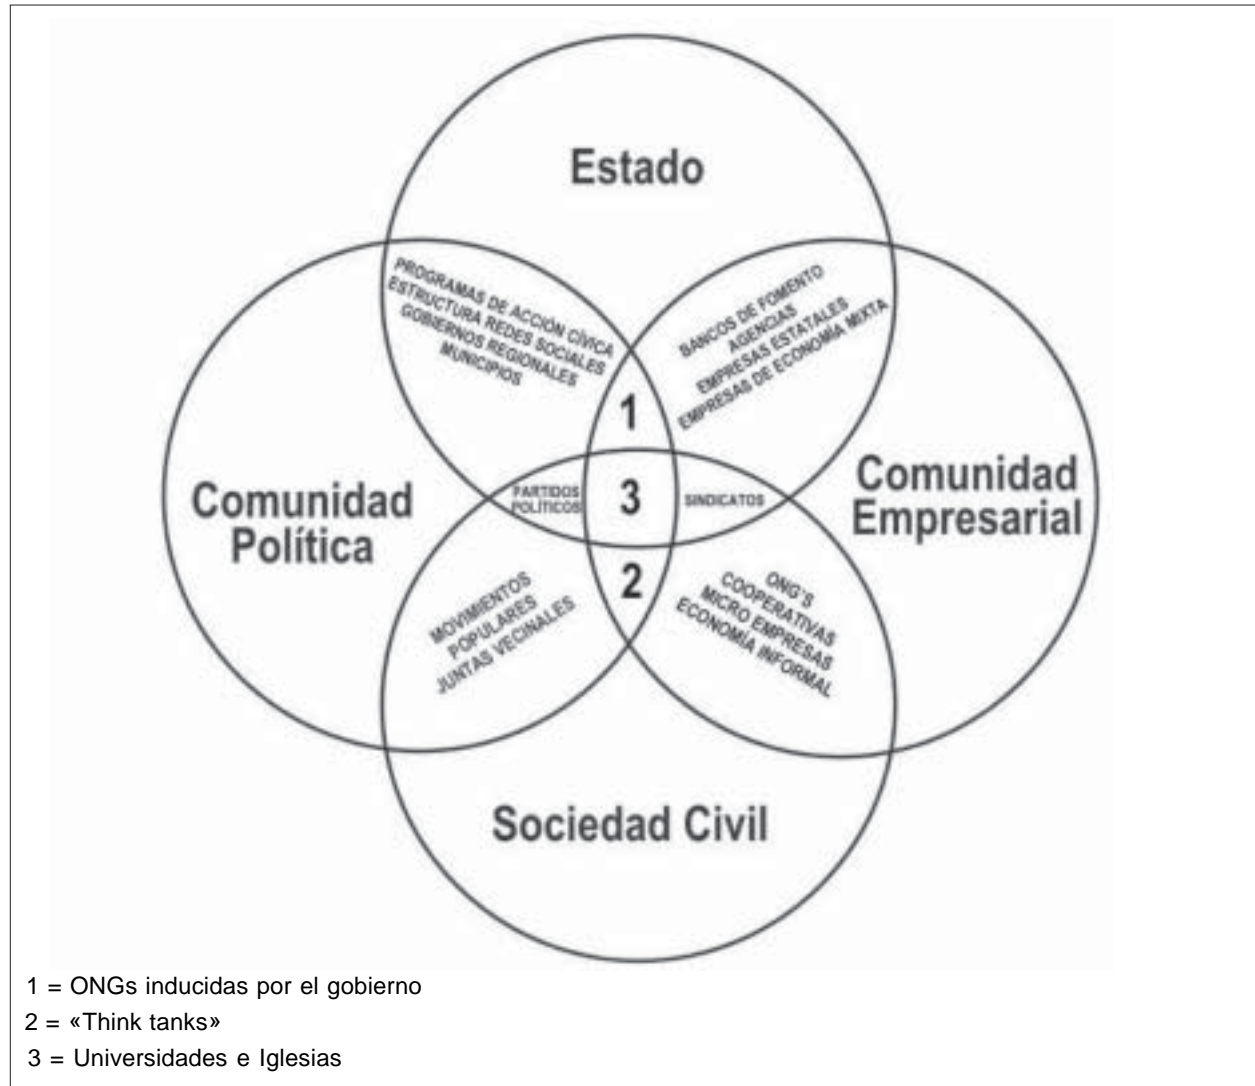 Estado
PROGRAMAS DE ACCIÓN CÍVICA
ESTRUCTURA REDES SOCIALES
GOBIERNOS REGIONALES
MUNICIPIOS
BANCOS DE FOMENTO
AGENCIAS
EMPRESAS ESTATALES
EMPRESAS DE ECONOMÍA MIXTA
1
Comunidad
Política
PARTIDOS
POLÍTICOS
3
SINDICATOS
Comunidad
Empresarial
2
MOVIMIENTOS
POPULARES
JUNTAS VECINALES
ONG'S
COOPERATIVAS
MICRO EMPRESAS
ECONOMÍA INFORMAL
Sociedad Civil
1 = ONGs inducidas por el gobierno
2 = «Think tanks»
3 = Universidades e Iglesias